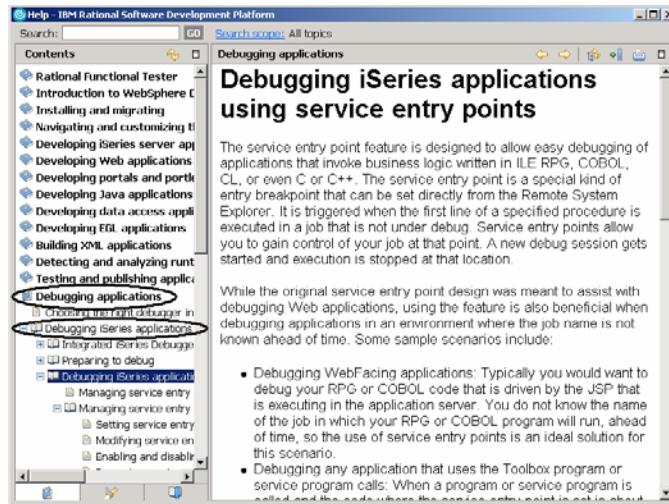 Help - IBM Rational Software Development Platform
Search: GO Search scope: All topics
Contents
Rational Functional Tester
Introduction to WebSphere D
Installing and migrating
Navigating and customizing t
Developing iSeries server app
Developing Web applications
Developing portals and portle
Developing Java applications
Developing data access appli
Developing EGL applications
Building XML applications
Detecting and analyzing runt
Testing and publishing applica
Debugging applications
Choosing the right debugger in
Debugging iSeries applications
Integrated iSeries Debugge
Preparing to debug
Debugging iSeries applicati
Managing service entry
Managing service entry
Setting service entry
Modifying service en
Enabling and disablin
Debugging applications
Debugging iSeries applications
using service entry points
The service entry point feature is designed to allow easy debugging of
applications that invoke business logic written in ILE RPG, COBOL,
CL, or even C or C++. The service entry point is a special kind of
entry breakpoint that can be set directly from the Remote System
Explorer. It is triggered when the first line of a specified procedure is
executed in a job that is not under debug. Service entry points allow
you to gain control of your job at that point. A new debug session gets
started and execution is stopped at that location.
While the original service entry point design was meant to assist with
debugging Web applications, using the feature is also beneficial when
debugging applications in an environment where the job name is not
known ahead of time. Some sample scenarios include:
Debugging WebFacing applications: Typically you would want to
debug your RPG or COBOL code that is driven by the JSP that
is executing in the application server. You do not know the name
of the job in which your RPG or COBOL program will run, ahead
of time, so the use of service entry points is an ideal solution for
this scenario.
Debugging any application that uses the Toolbox program or
service program calls: When a program or service program is
called and the code where the service entry point is set in about